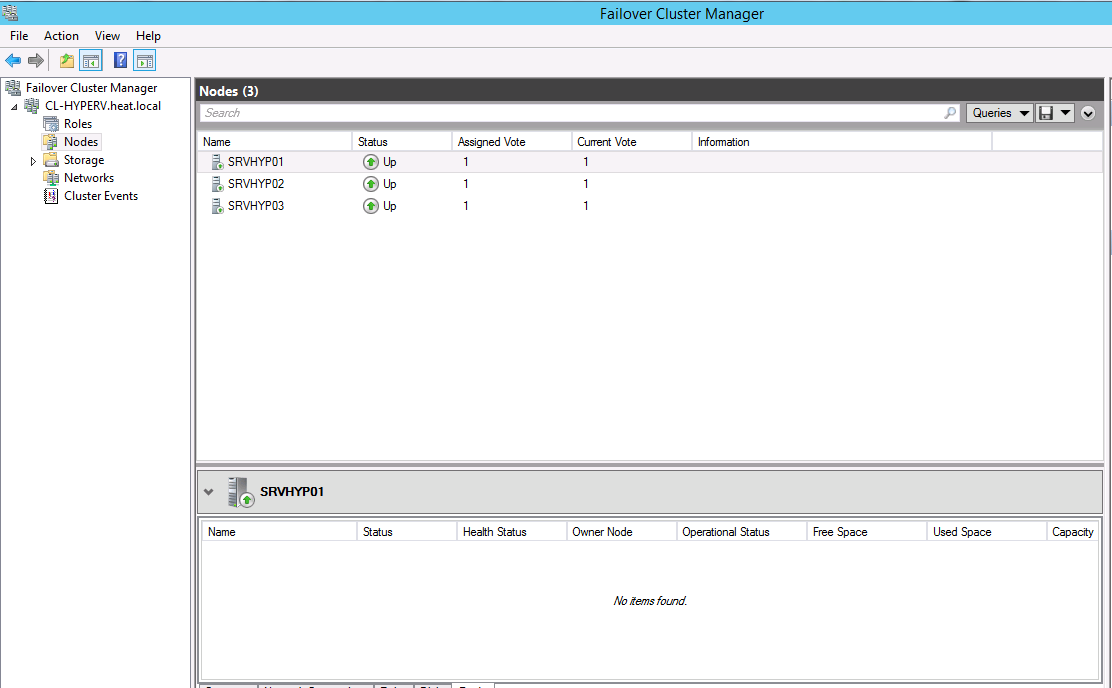 Failover Cluster Manager
File Action View Help
Failover Cluster Manager
CL-HYPERV.heat.local
Roles
Nodes
Storage
Networks
Cluster Events
Nodes (3)
Search Queries
Name Status Assigned Vote Current Vote Information
SRVHYP01 Up 1 1
SRVHYP02 Up 1 1
SRVHYP03 Up 1 1
SRVHYP01
Name Status Health Status Owner Node Operational Status Free Space Used Space Capacity
No items found.